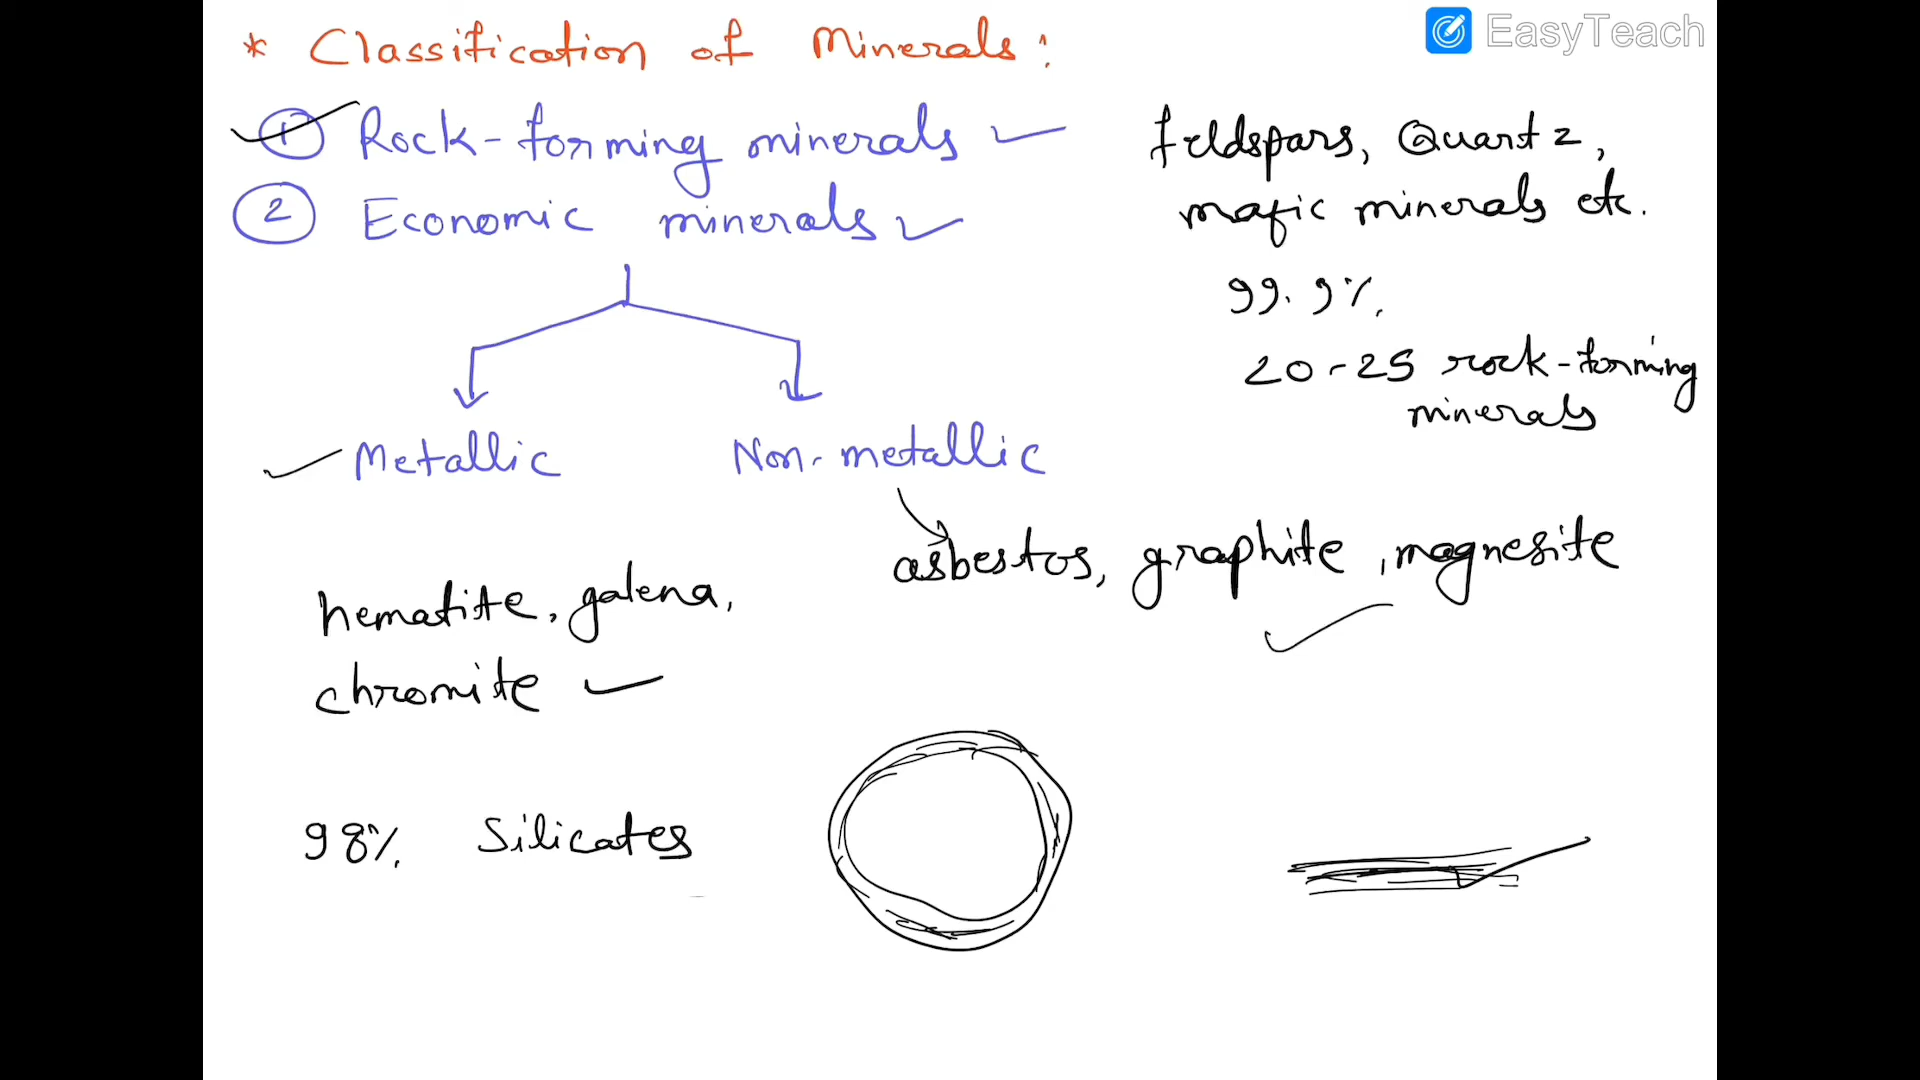 * Classification of Minerals:
EasyTeach
1 Rock-forming minerals
2 Economic minerals
feldspars, Quartz,
mafic minerals etc.
99.9%.
20-25 rock-forming
minerals
Metallic
Non-metallic
asbestos, graphite, magnesite
hematite, galena,
chromite
98%. Silicates